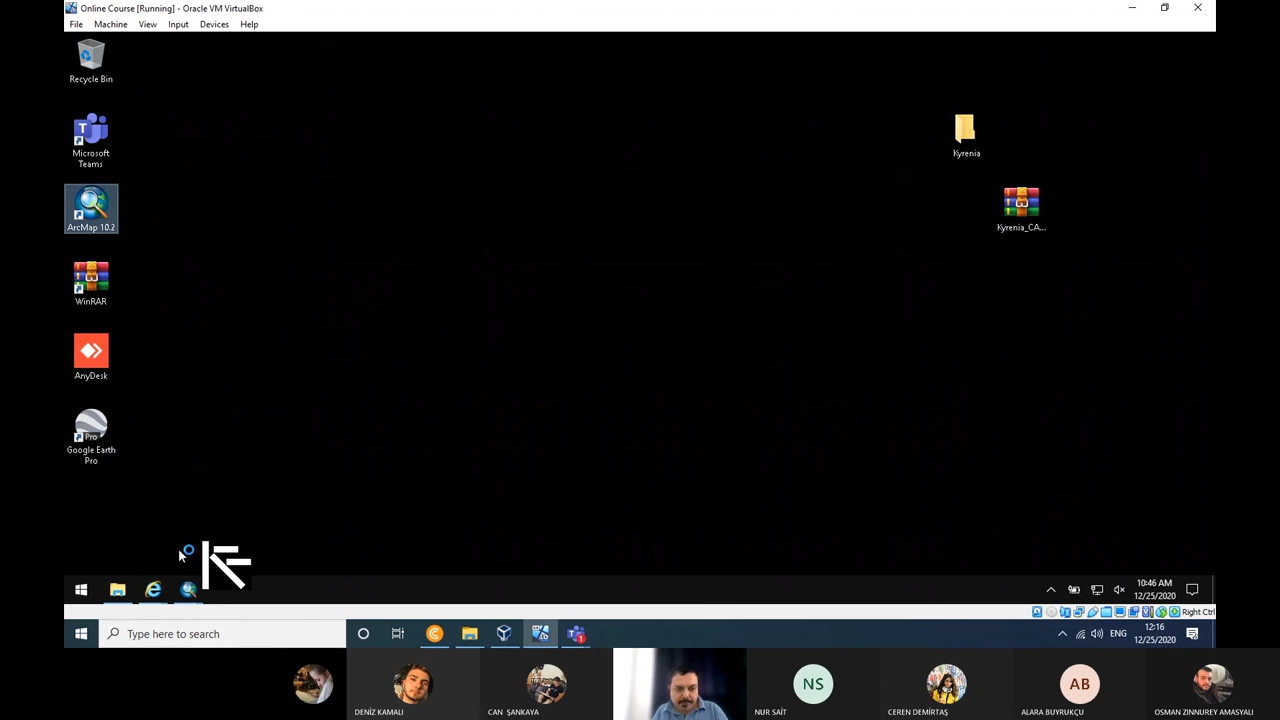 Online Course [Running] - Oracle VM VirtualBox
File Machine View Input Devices Help
Recycle Bin
Microsoft
Teams
ArcMap 10.2
WinRAR
AnyDesk
Pro
Google Earth
Pro
Kyrenia
Kyrenia_CA...
10:46 AM
12/25/2020
Right Ctrl
Type here to search
ENG
12:16
12/25/2020
DENİZ KAMALI
CAN ŞANKAYA
NS
NUR SAİT
CEREN DEMİRTAŞ
AB
ALARA BUYRUKÇU
OSMAN ZINNUREY AMASYALI